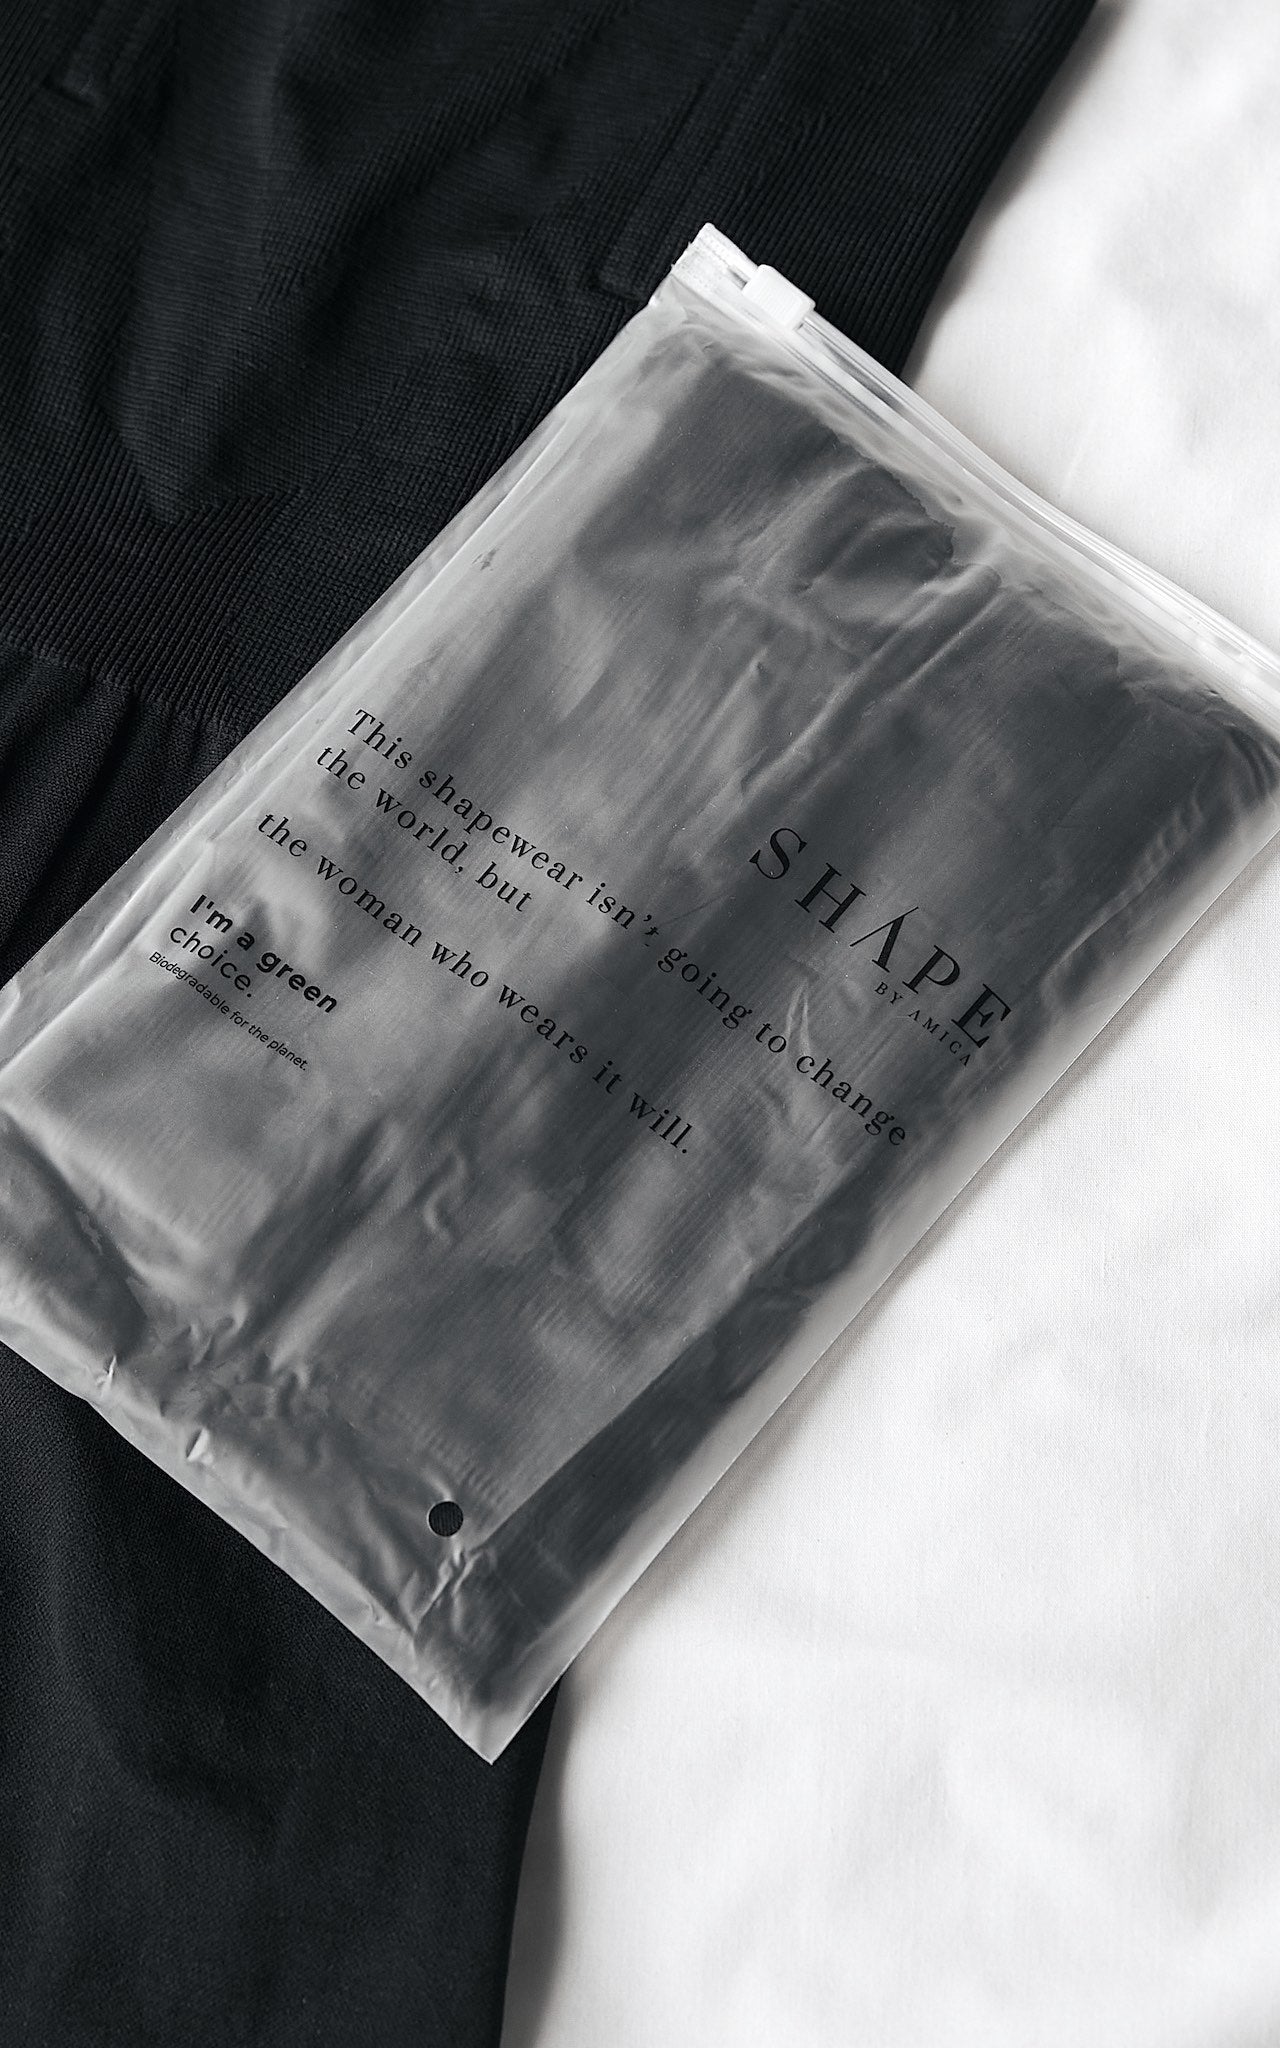 SHAPE
BY AMICA
This shapewear isn't going to change
the world, but
the woman who wears it will.
I'm a green
choice.
Biodegradable for the planet.